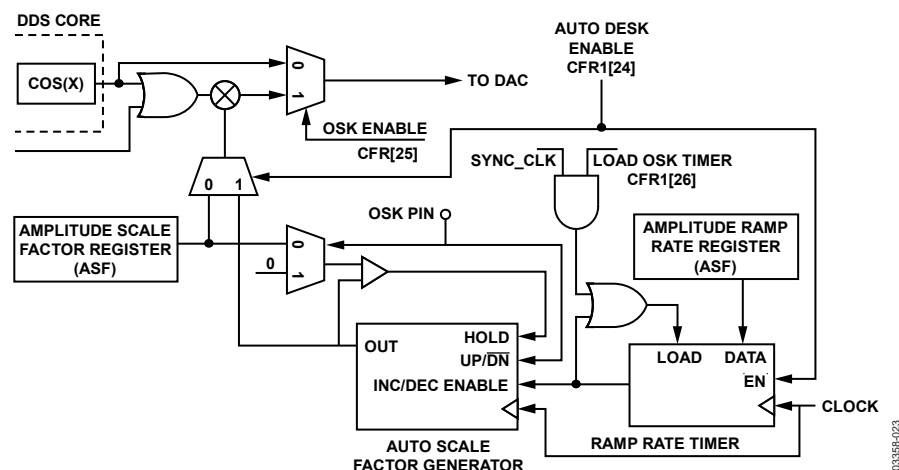 DDS CORE
COS(X)
0
1
TO DAC
OSK ENABLE
CFR[25]
AUTO DESK
ENABLE
CFR1[24]
SYNC_CLK
LOAD OSK TIMER
CFR1[26]
0 1
OSK PIN
AMPLITUDE SCALE
FACTOR REGISTER
(ASF)
0
0
1
AMPLITUDE RAMP
RATE REGISTER
(ASF)
OUT
HOLD
UP/DN
INC/DEC ENABLE
LOAD DATA
EN
CLOCK
RAMP RATE TIMER
AUTO SCALE
FACTOR GENERATOR
03358-023